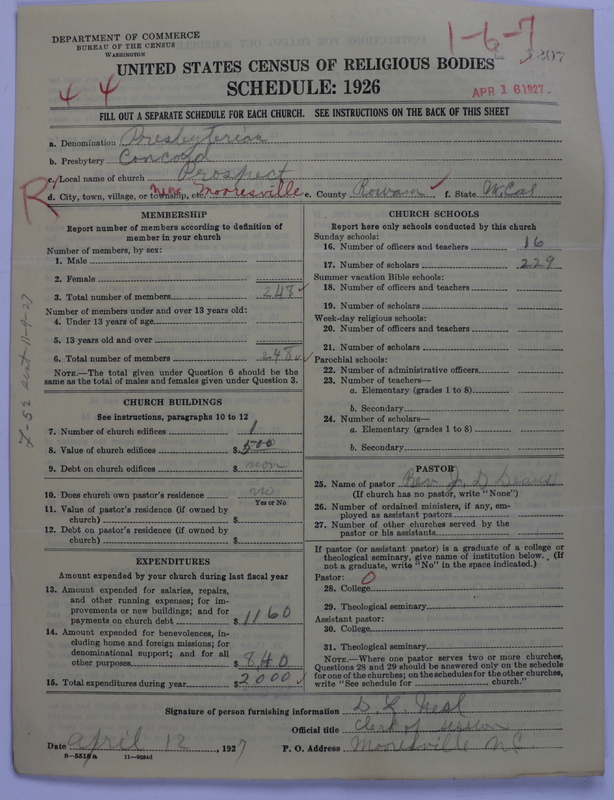 DEPARTMENT OF COMMERCE
BUREAU OF THE CENSUS
WASHINGTON
1-6-7
UNITED STATES CENSUS OF RELIGIOUS BODIES
SCHEDULE: 1926
APR 16 1927.
4 4
FILL OUT A SEPARATE SCHEDULE FOR EACH CHURCH. SEE INSTRUCTIONS ON THE BACK OF THIS SHEET
a. Denomination Presbyterian
b. Presbytery Concord
c. Local name of church Prospect
R
d. City, town, village, or township, etc. near Mooresville e. County Rowan f. State N. Car
MEMBERSHIP
Report number of members according to definition of member in your church
Number of members, by sex:
1. Male
2. Female
3. Total number of members 248
Number of members under and over 13 years old:
4. Under 13 years of age
5. 13 years old and over
6. Total number of members 248
NOTE.—The total given under Question 6 should be the same as the total of males and females given under Question 3.
CHURCH BUILDINGS
See instructions, paragraphs 10 to 12
7. Number of church edifices 1
8. Value of church edifices $ 500
9. Debt on church edifices $ non
10. Does church own pastor's residence no
Yes or No
11. Value of pastor's residence (if owned by church) $
12. Debt on pastor's residence (if owned by church) $
EXPENDITURES
Amount expended by your church during last fiscal year
13. Amount expended for salaries, repairs, and other running expenses; for improvements or new buildings; and for payments on church debt $ 1160
14. Amount expended for benevolences, including home and foreign missions; for denominational support; and for all other purposes $ 840
15. Total expenditures during year $ 2000
CHURCH SCHOOLS
Report here only schools conducted by this church
Sunday schools:
16. Number of officers and teachers 16
17. Number of scholars 229
Summer vacation Bible schools:
18. Number of officers and teachers
19. Number of scholars
Week-day religious schools:
20. Number of officers and teachers
21. Number of scholars
Parochial schools:
22. Number of administrative officers
23. Number of teachers—
a. Elementary (grades 1 to 8)
b. Secondary
24. Number of scholars—
a. Elementary (grades 1 to 8)
b. Secondary
PASTOR
25. Name of pastor Rev. J. D.
(If church has no pastor, write "None")
26. Number of ordained ministers, if any, employed as assistant pastors
27. Number of other churches served by the pastor or his assistants
If pastor (or assistant pastor) is a graduate of a college or theological seminary, give name of institution below. (If not a graduate, write "No" in the space indicated.)
Pastor: 0
28. College
29. Theological seminary
Assistant pastor:
30. College
31. Theological seminary
NOTE.—Where one pastor serves two or more churches, Questions 28 and 29 should be answered only on the schedule for one of the churches; on the schedules for the other churches, write "See schedule for church."
Signature of person furnishing information D. L. Neal
Official title Clerk of session
Date April 12, 1927 P. O. Address Mooresville N.C
8-5515a